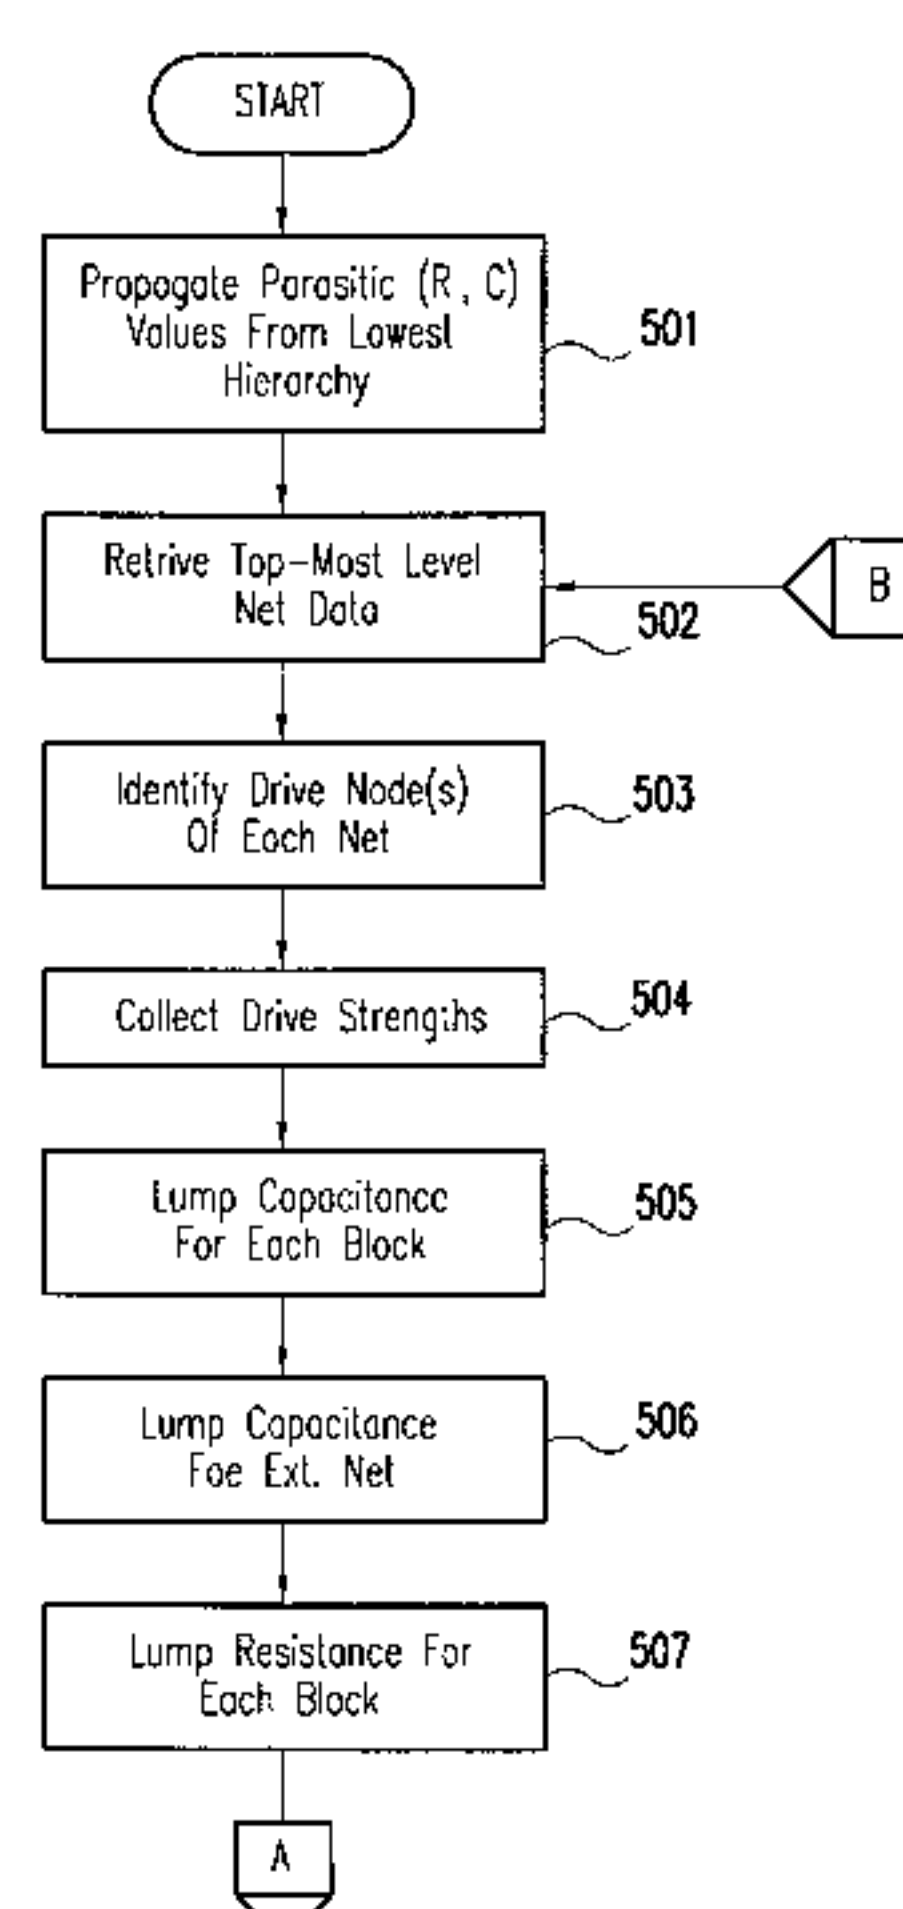 START
Propogate Parasitic (R, C)
Values From Lowest
Hierarchy
501
Retrive Top-Most Level
Net Data
B
502
Identify Drive Node(s)
Of Each Net
503
Collect Drive Strengths
504
Lump Capacitance
For Each Block
505
Lump Capacitance
Foe Ext. Net
506
Lump Resistance For
Each Block
507
A